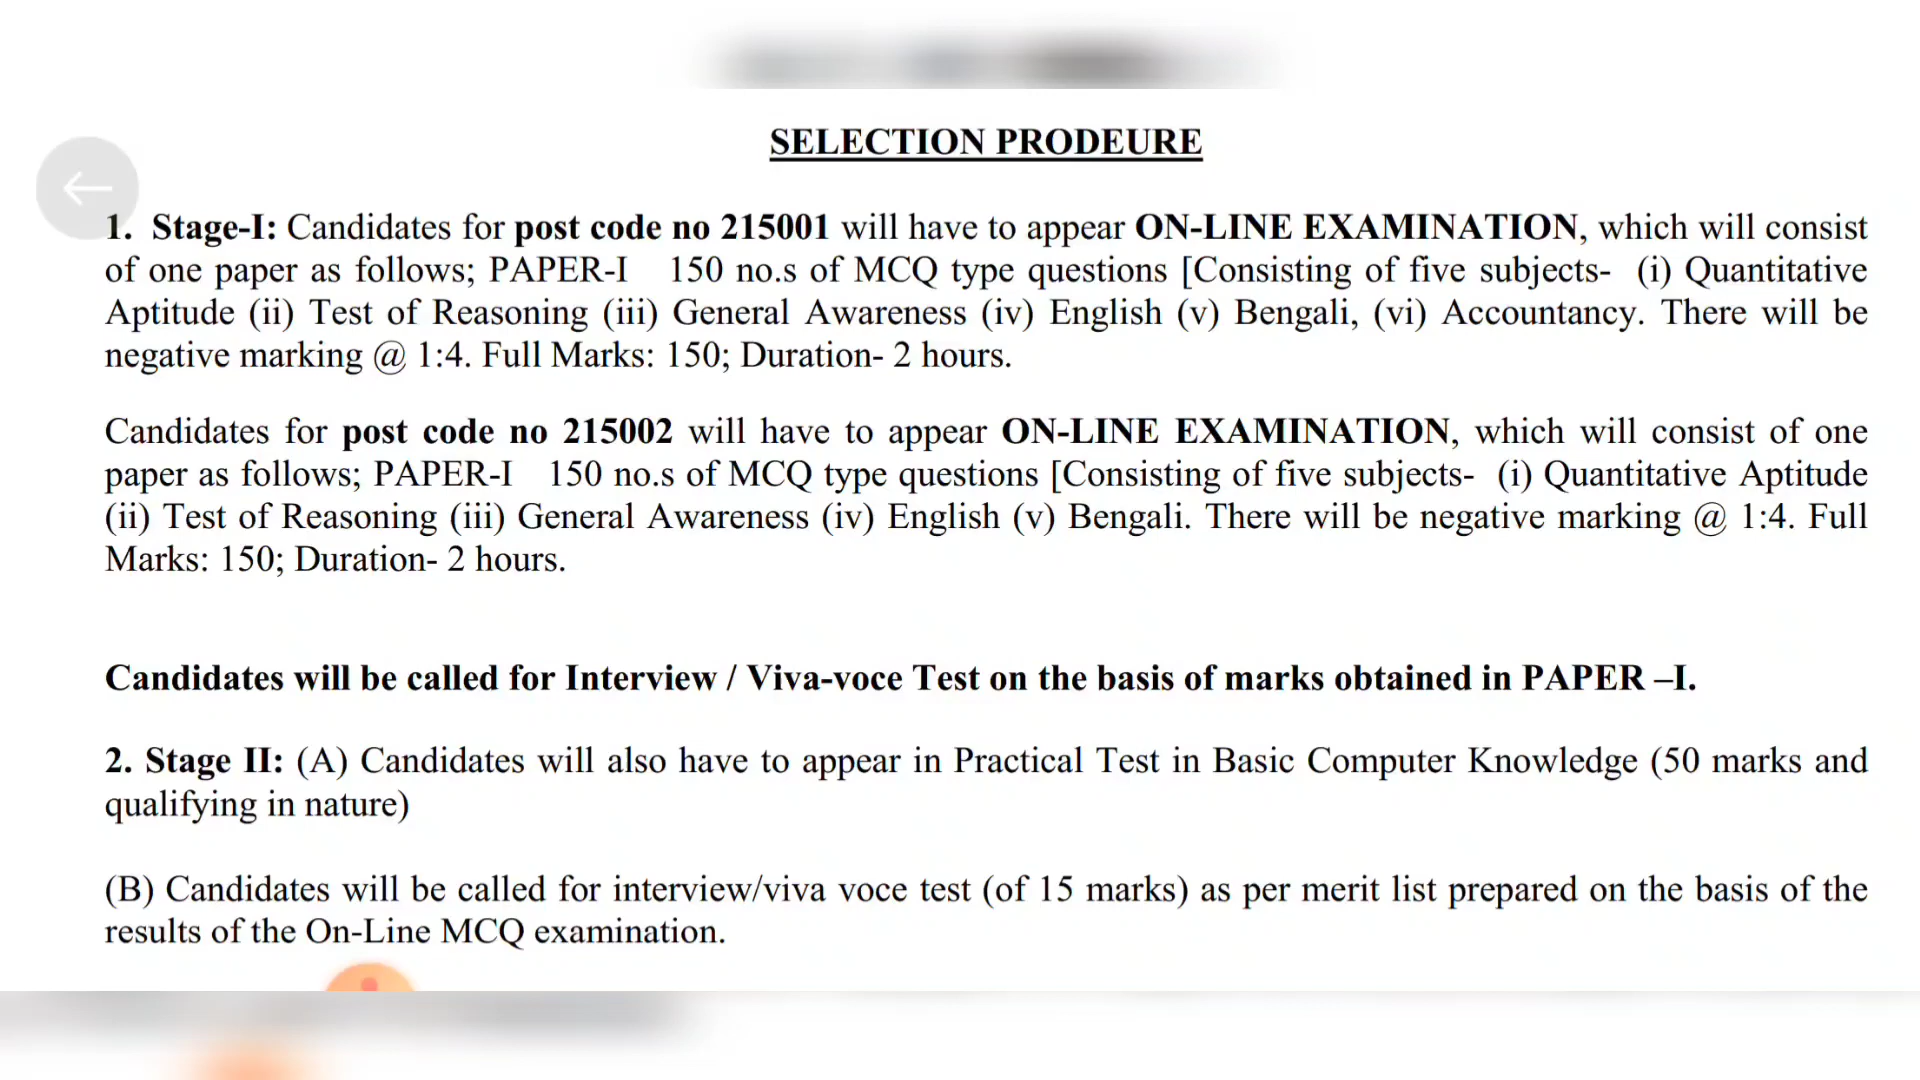 SELECTION PRODEURE
1. Stage-I: Candidates for post code no 215001 will have to appear ON-LINE EXAMINATION, which will consist
of one paper as follows; PAPER-I 150 no.s of MCQ type questions [Consisting of five subjects- (i) Quantitative
Aptitude (ii) Test of Reasoning (iii) General Awareness (iv) English (v) Bengali, (vi) Accountancy. There will be
negative marking @ 1:4. Full Marks: 150; Duration- 2 hours.
Candidates for post code no 215002 will have to appear ON-LINE EXAMINATION, which will consist of one
paper as follows; PAPER-I 150 no.s of MCQ type questions [Consisting of five subjects- (i) Quantitative Aptitude
(ii) Test of Reasoning (iii) General Awareness (iv) English (v) Bengali. There will be negative marking @ 1:4. Full
Marks: 150; Duration- 2 hours.
Candidates will be called for Interview / Viva-voce Test on the basis of marks obtained in PAPER –I.
2. Stage II: (A) Candidates will also have to appear in Practical Test in Basic Computer Knowledge (50 marks and
qualifying in nature)
(B) Candidates will be called for interview/viva voce test (of 15 marks) as per merit list prepared on the basis of the
results of the On-Line MCQ examination.